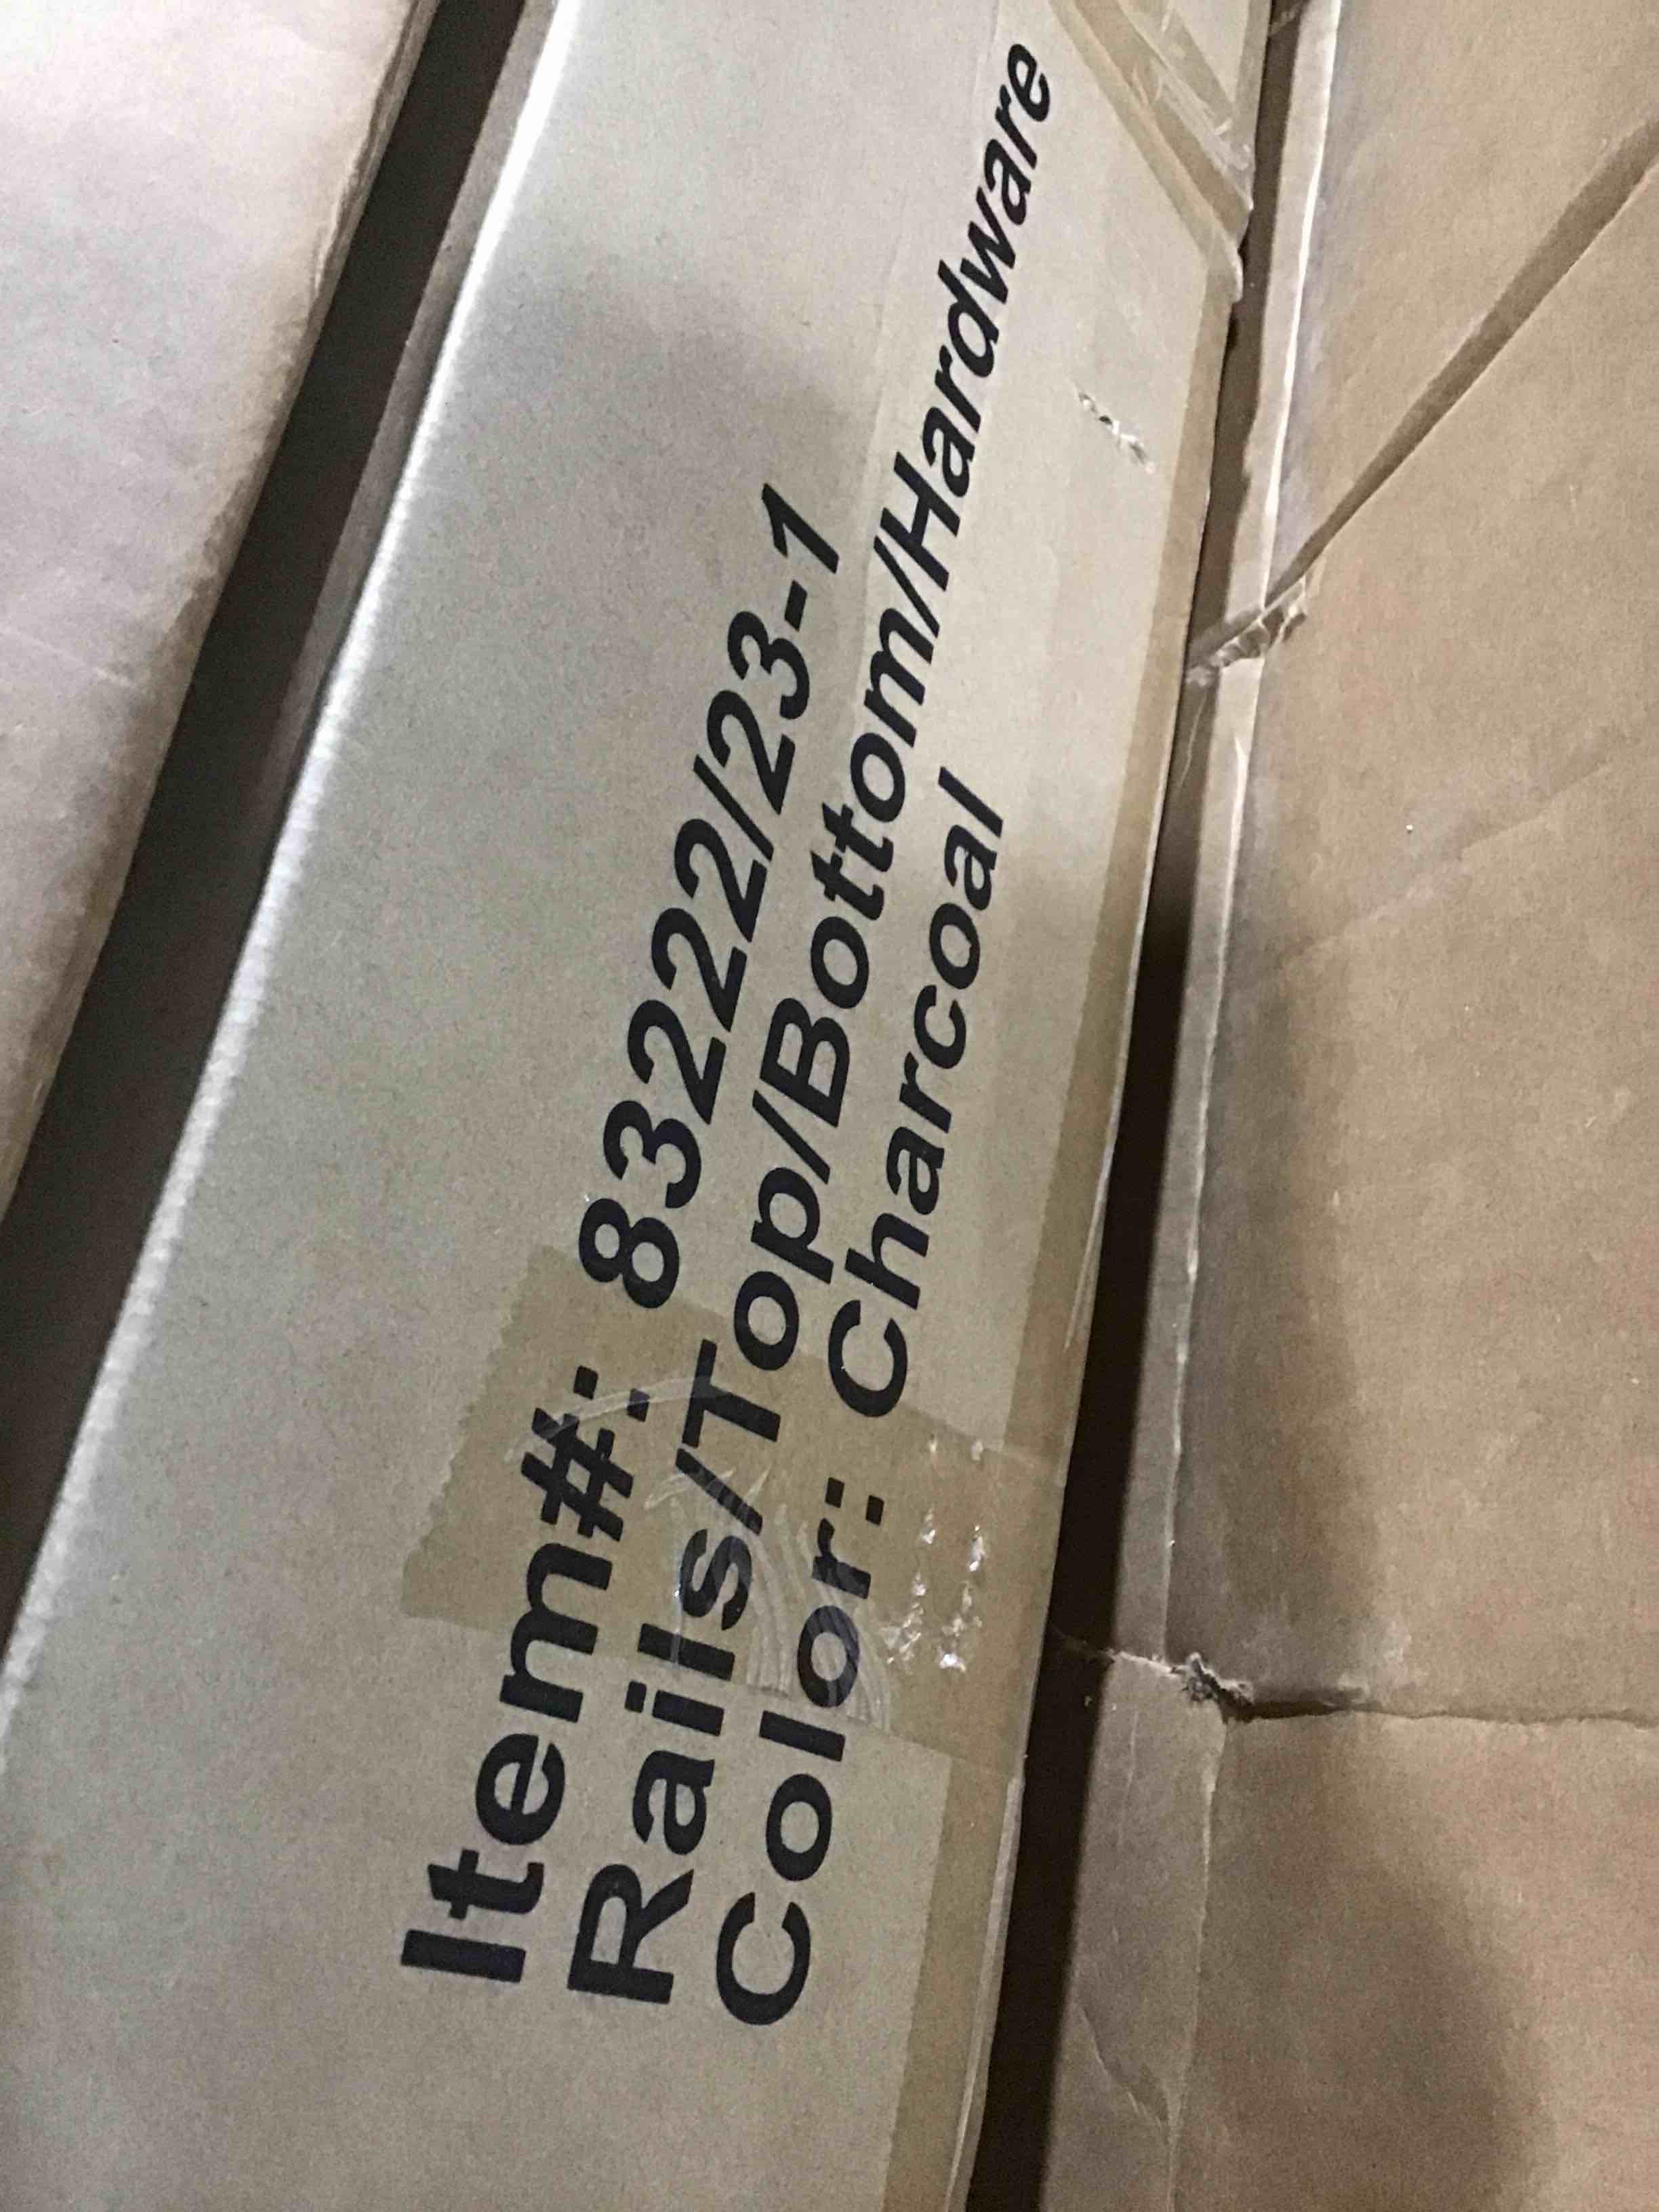 Item#: 83222/23-1
Rails/Top/Bottom/Hardware
Color: Charcoal